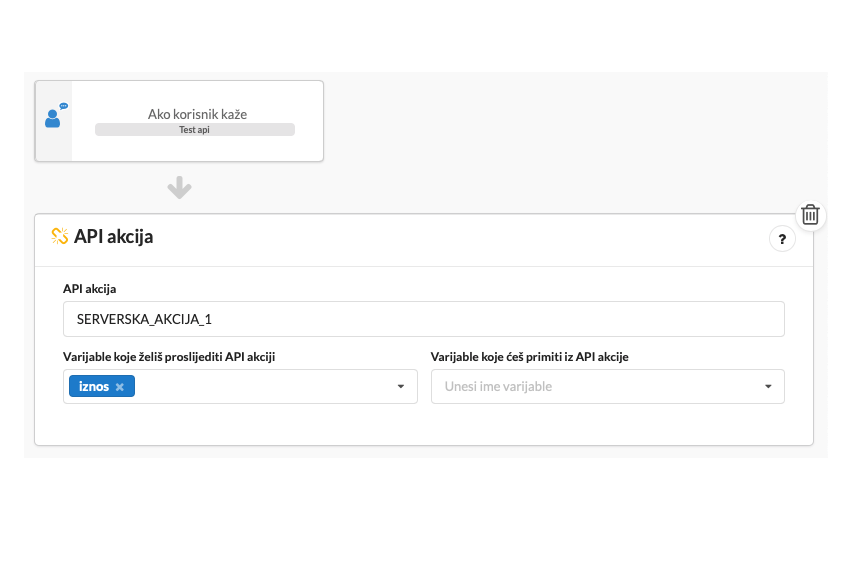 Ako korisnik kaže
Test api
API akcija
?
API akcija
SERVERSKA_AKCIJA_1
Varijable koje želiš proslijediti API akciji
Varijable koje ćeš primiti iz API akcije
iznos ×
Unesi ime varijable